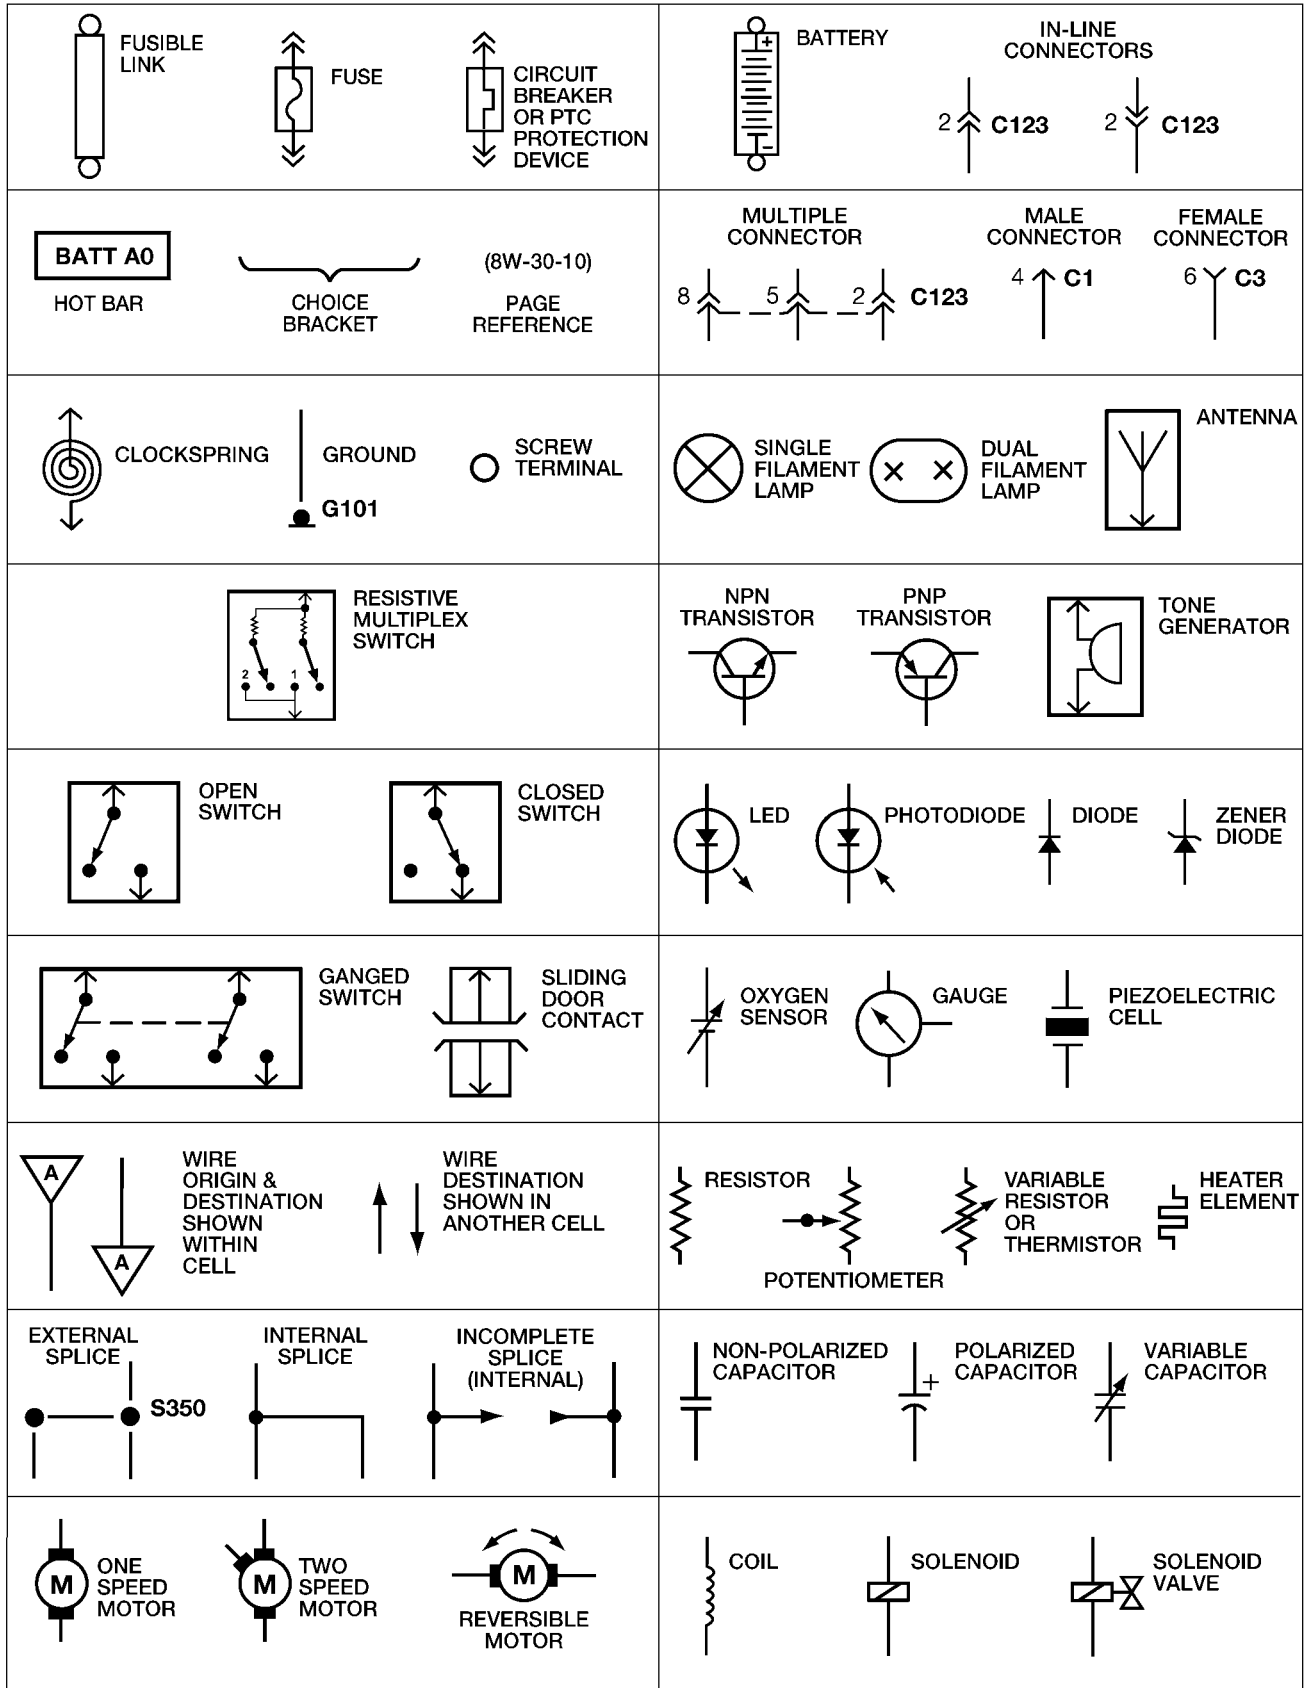 FUSIBLE
LINK
FUSE
CIRCUIT
BREAKER
OR PTC
PROTECTION
DEVICE
+
-
BATTERY
IN-LINE
CONNECTORS
2 C123
2 C123
BATT A0
HOT BAR
CHOICE
BRACKET
(8W-30-10)
PAGE
REFERENCE
MULTIPLE
CONNECTOR
8 5 2 C123
MALE
CONNECTOR
4 C1
FEMALE
CONNECTOR
6 C3
CLOCKSPRING
GROUND
G101
SCREW
TERMINAL
SINGLE
FILAMENT
LAMP
DUAL
FILAMENT
LAMP
ANTENNA
2 1
RESISTIVE
MULTIPLEX
SWITCH
NPN
TRANSISTOR
PNP
TRANSISTOR
TONE
GENERATOR
OPEN
SWITCH
CLOSED
SWITCH
LED
PHOTODIODE
DIODE
ZENER
DIODE
GANGED
SWITCH
SLIDING
DOOR
CONTACT
OXYGEN
SENSOR
GAUGE
PIEZOELECTRIC
CELL
A
A
WIRE
ORIGIN &
DESTINATION
SHOWN
WITHIN
CELL
WIRE
DESTINATION
SHOWN IN
ANOTHER CELL
RESISTOR
POTENTIOMETER
VARIABLE
RESISTOR
OR
THERMISTOR
HEATER
ELEMENT
EXTERNAL
SPLICE
S350
INTERNAL
SPLICE
INCOMPLETE
SPLICE
(INTERNAL)
NON-POLARIZED
CAPACITOR
+
POLARIZED
CAPACITOR
VARIABLE
CAPACITOR
M
ONE
SPEED
MOTOR
M
TWO
SPEED
MOTOR
M
REVERSIBLE
MOTOR
COIL
SOLENOID
SOLENOID
VALVE